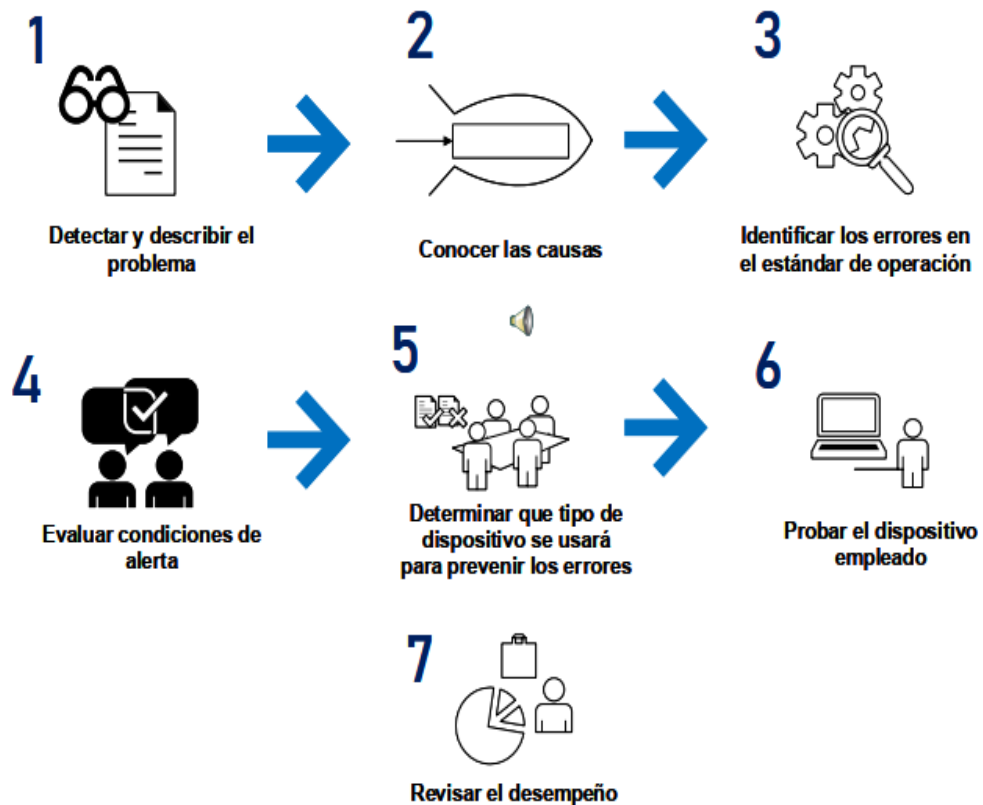 1
Detectar y describir el
problema
2
Conocer las causas
3
Identificar los errores en
el estándar de operación
4
Evaluar condiciones de
alerta
5
Determinar que tipo de
dispositivo se usará
para prevenir los errores
6
Probar el dispositivo
empleado
7
Revisar el desempeño